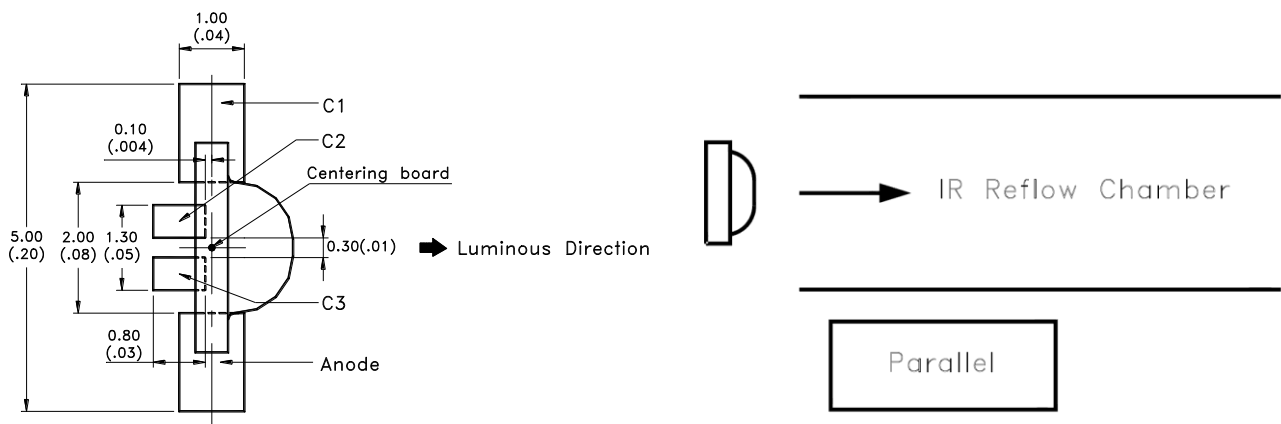 1.00
(.04)
C1
0.10
(.004)
C2
Centering board
5.00
(.20)
2.00
(.08)
1.30
(.05)
0.30(.01)
Luminous Direction
C3
0.80
(.03)
Anode
IR Reflow Chamber
Parallel